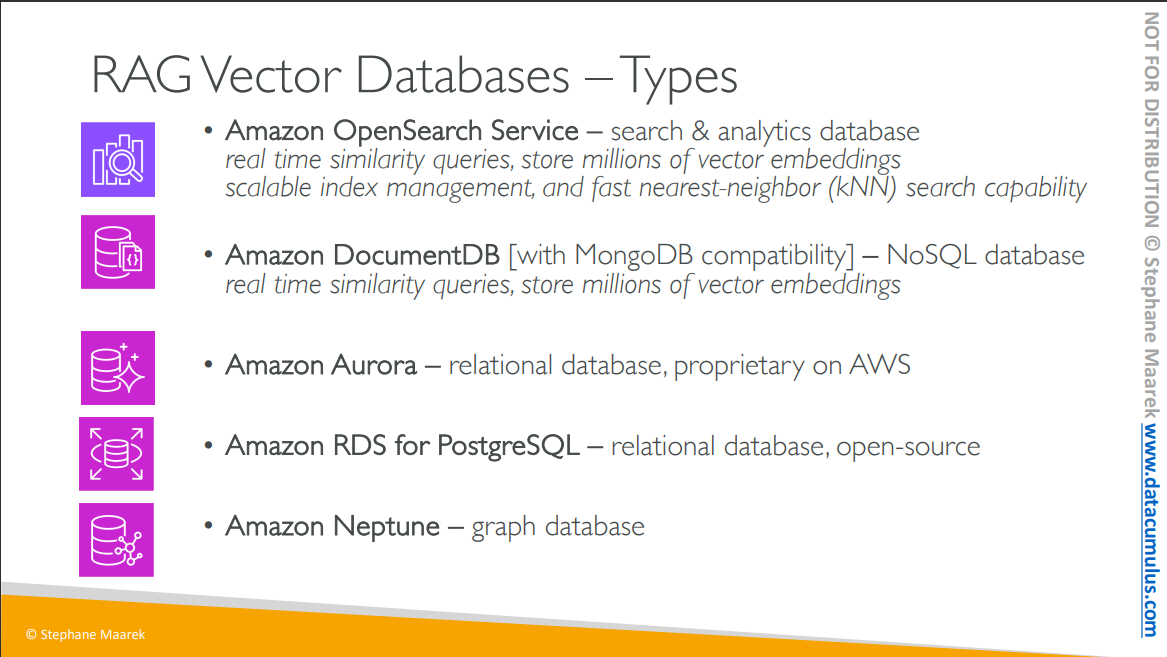 RAG Vector Databases – Types
• Amazon OpenSearch Service – search & analytics database
real time similarity queries, store millions of vector embeddings
scalable index management, and fast nearest-neighbor (kNN) search capability
• Amazon DocumentDB [with MongoDB compatibility] – NoSQL database
real time similarity queries, store millions of vector embeddings
• Amazon Aurora – relational database, proprietary on AWS
• Amazon RDS for PostgreSQL – relational database, open-source
• Amazon Neptune – graph database
© Stephane Maarek
NOT FOR DISTRIBUTION © Stephane Maarek www.datacumulus.com